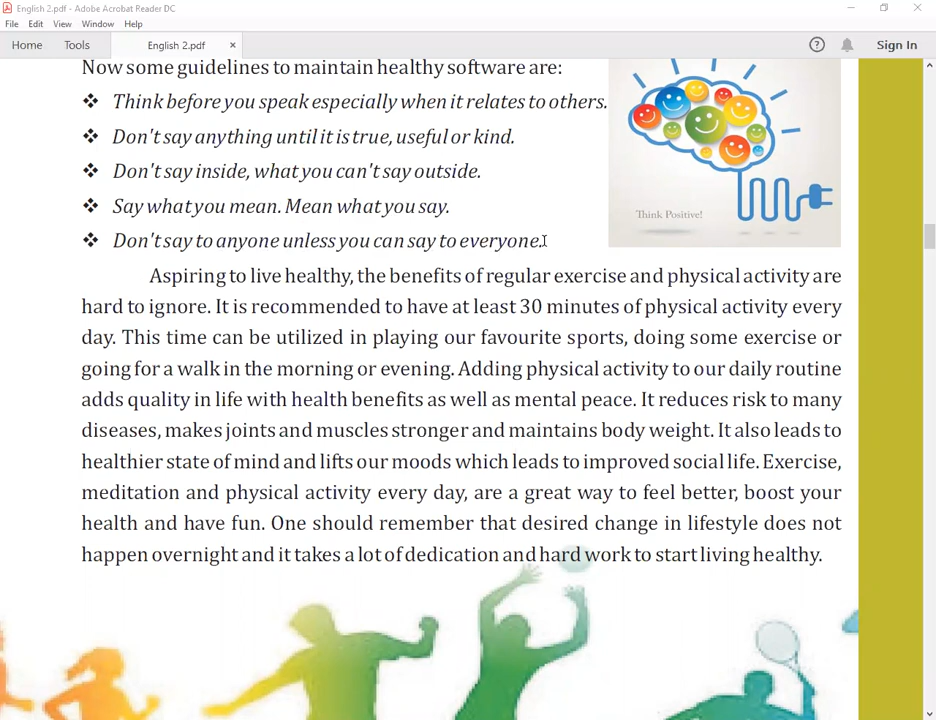 English 2.pdf - Adobe Acrobat Reader DC
File Edit View Window Help
Home Tools English 2.pdf × ? Sign In
Now some guidelines to maintain healthy software are:
❖ Think before you speak especially when it relates to others.
❖ Don't say anything until it is true, useful or kind.
❖ Don't say inside, what you can't say outside.
❖ Say what you mean. Mean what you say.
❖ Don't say to anyone unless you can say to everyone.
Think Positive!
Aspiring to live healthy, the benefits of regular exercise and physical activity are
hard to ignore. It is recommended to have at least 30 minutes of physical activity every
day. This time can be utilized in playing our favourite sports, doing some exercise or
going for a walk in the morning or evening. Adding physical activity to our daily routine
adds quality in life with health benefits as well as mental peace. It reduces risk to many
diseases, makes joints and muscles stronger and maintains body weight. It also leads to
healthier state of mind and lifts our moods which leads to improved social life. Exercise,
meditation and physical activity every day, are a great way to feel better, boost your
health and have fun. One should remember that desired change in lifestyle does not
happen overnight and it takes a lot of dedication and hard work to start living healthy.